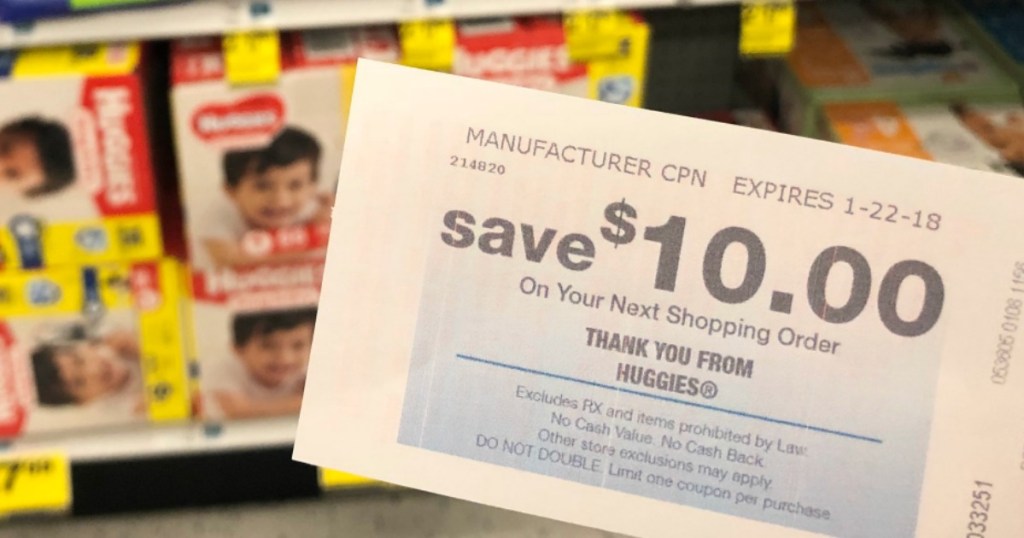 HUGGIES
HUGGIES
HUGGIES
MANUFACTURER CPN EXPIRES 1-22-18
214820
save $10.00
On Your Next Shopping Order
THANK YOU FROM
HUGGIES®
Excludes RX and items prohibited by Law.
No Cash Value. No Cash Back.
Other store exclusions may apply.
DO NOT DOUBLE. Limit one coupon per purchase
033251